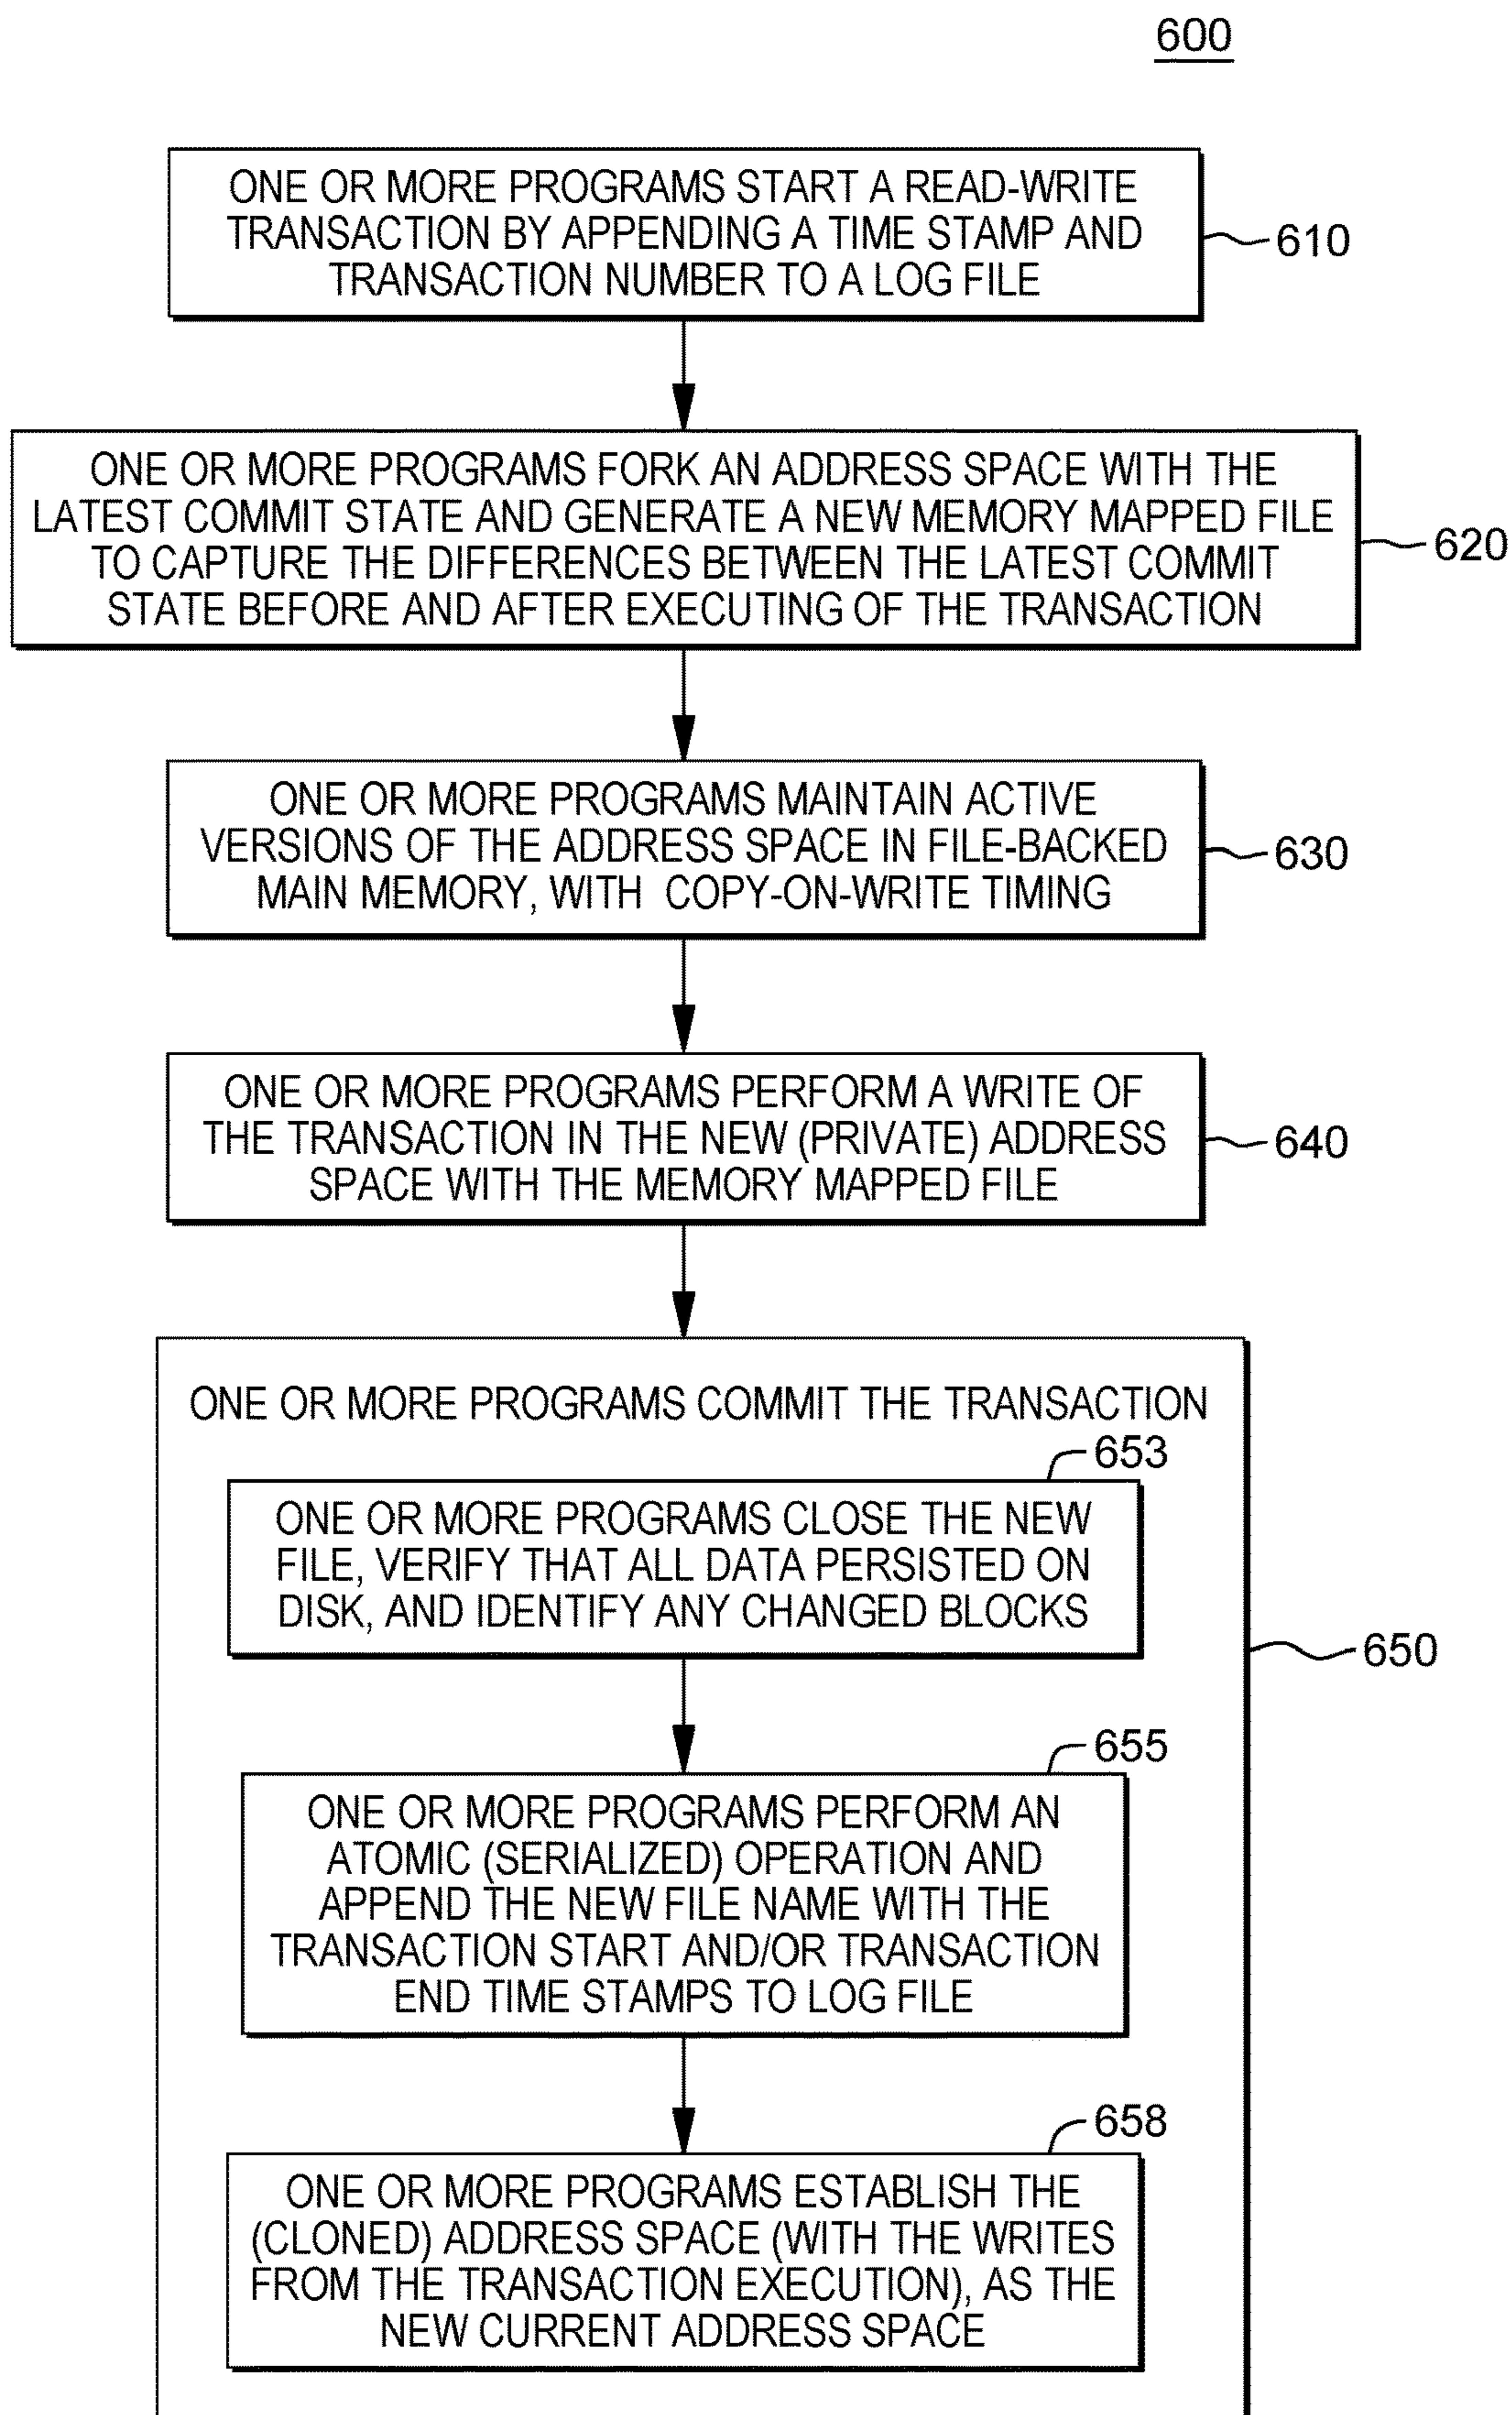 600
ONE OR MORE PROGRAMS START A READ-WRITE
TRANSACTION BY APPENDING A TIME STAMP AND
TRANSACTION NUMBER TO A LOG FILE
610
ONE OR MORE PROGRAMS FORK AN ADDRESS SPACE WITH THE
LATEST COMMIT STATE AND GENERATE A NEW MEMORY MAPPED FILE
TO CAPTURE THE DIFFERENCES BETWEEN THE LATEST COMMIT
STATE BEFORE AND AFTER EXECUTING OF THE TRANSACTION
620
ONE OR MORE PROGRAMS MAINTAIN ACTIVE
VERSIONS OF THE ADDRESS SPACE IN FILE-BACKED
MAIN MEMORY, WITH COPY-ON-WRITE TIMING
630
ONE OR MORE PROGRAMS PERFORM A WRITE OF
THE TRANSACTION IN THE NEW (PRIVATE) ADDRESS
SPACE WITH THE MEMORY MAPPED FILE
640
ONE OR MORE PROGRAMS COMMIT THE TRANSACTION
653
ONE OR MORE PROGRAMS CLOSE THE NEW
FILE, VERIFY THAT ALL DATA PERSISTED ON
DISK, AND IDENTIFY ANY CHANGED BLOCKS
650
655
ONE OR MORE PROGRAMS PERFORM AN
ATOMIC (SERIALIZED) OPERATION AND
APPEND THE NEW FILE NAME WITH THE
TRANSACTION START AND/OR TRANSACTION
END TIME STAMPS TO LOG FILE
658
ONE OR MORE PROGRAMS ESTABLISH THE
(CLONED) ADDRESS SPACE (WITH THE WRITES
FROM THE TRANSACTION EXECUTION), AS THE
NEW CURRENT ADDRESS SPACE